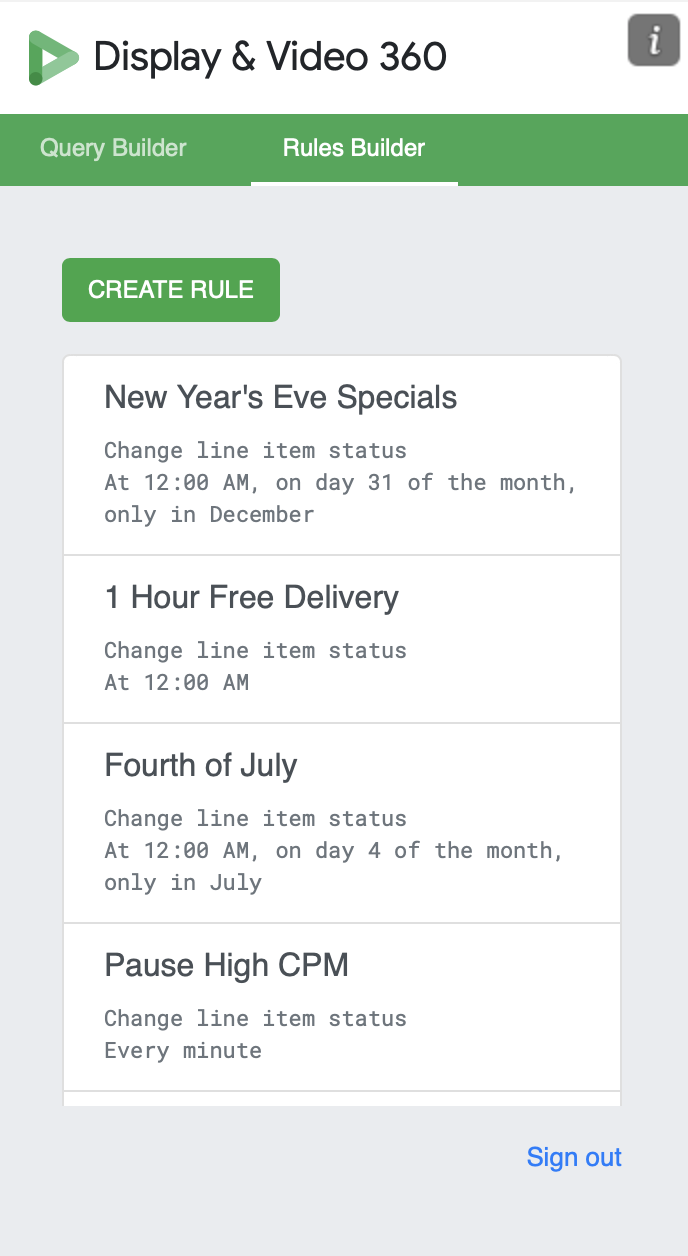 Display & Video 360
i
Query Builder
Rules Builder
CREATE RULE
New Year's Eve Specials
Change line item status
At 12:00 AM, on day 31 of the month,
only in December
1 Hour Free Delivery
Change line item status
At 12:00 AM
Fourth of July
Change line item status
At 12:00 AM, on day 4 of the month,
only in July
Pause High CPM
Change line item status
Every minute
Sign out